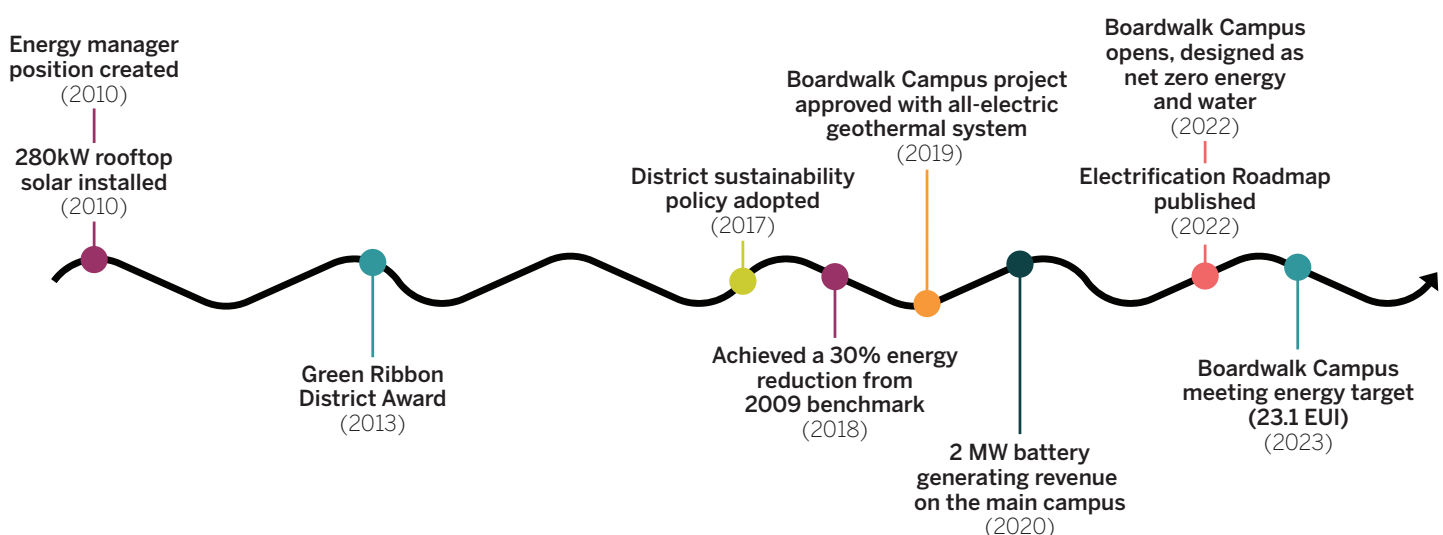 Energy manager
position created
(2010)
280kW rooftop
solar installed
(2010)
Green Ribbon
District Award
(2013)
District sustainability
policy adopted
(2017)
Achieved a 30% energy
reduction from
2009 benchmark
(2018)
Boardwalk Campus project
approved with all-electric
geothermal system
(2019)
2 MW battery
generating revenue
on the main campus
(2020)
Boardwalk Campus
opens, designed as
net zero energy
and water
(2022)
Electrification Roadmap
published
(2022)
Boardwalk Campus
meeting energy target
(23.1 EUI)
(2023)